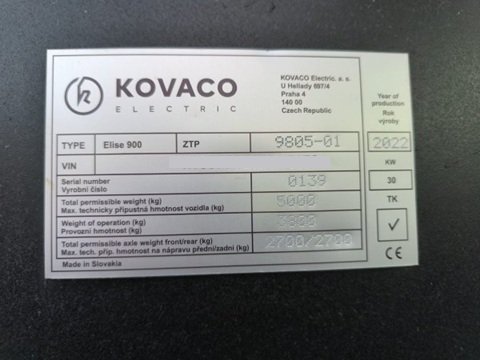 KOVACO
ELECTRIC
KOVACO Electric. a. s.
U Hellady 697/4
Praha 4
140 00
Czech Republic
Year of
production
Rok
výroby
TYPE Elise 900 ZTP 9805-01 2022
VIN KW
Serial number
Výrobní číslo 0139 30
Total permissible weight (kg)
Max. technicky přípustná hmotnost vozidla (kg) 5000 TK
Weight of operation (kg)
Provozní hmotnost (kg) 3800
Total permissible axle weight front/rear (kg)
Max. tech. příp. hmotnost na nápravu přední/zadní (kg) 2700/2700
Made in Slovakia CE